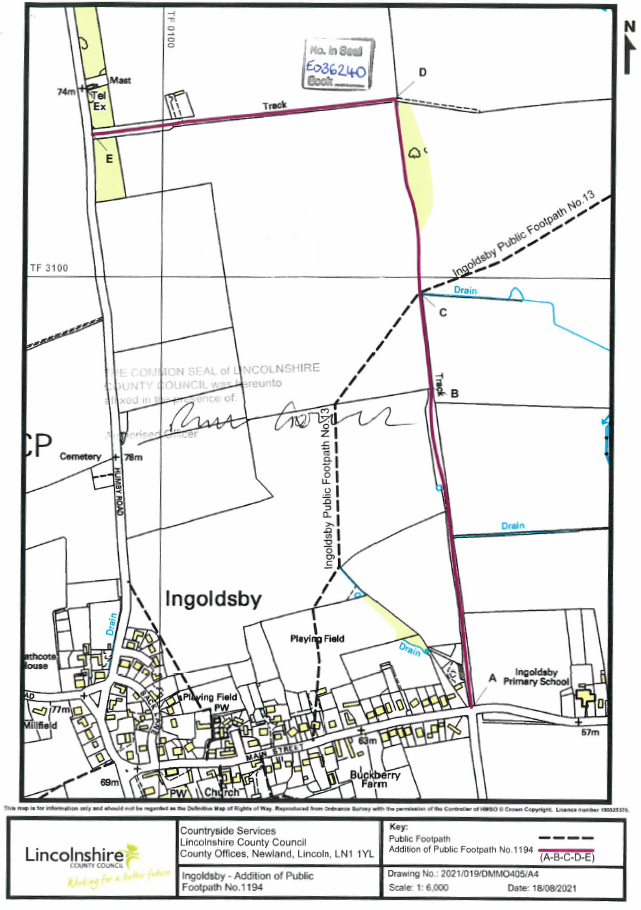 N
TF 0100
No. in Seal
E036240
Book
D
74m
Mast
Tel
Ex
Track
E
Ingoldsby Public Footpath No.13
TF 3100
Drain
C
THE COMMON SEAL of LINCOLNSHIRE
COUNTY COUNCIL was hereunto
affixed in the presence of:
Track
B
Authorised Officer
CP
Cemetery
78m
HUMBY ROAD
Ingoldsby Public Footpath No.13
Drain
Ingoldsby
Drain
Playing Field
Drain
athcote
House
A
Ingoldsby
Primary School
AD
77m
Millfield
BACK LANE
Playing Field
PW
57m
63m
MAIN STREET
69m
PW
Church
Buckberry
Farm
This map is for information only and should not be regarded as the Definitive Map of Rights of Way. Reproduced from Ordnance Survey with the permission of the Controller of HMSO © Crown Copyright. Licence number 100025370.
Lincolnshire
COUNTY COUNCIL
Working for a better future
Countryside Services
Lincolnshire County Council
County Offices, Newland, Lincoln, LN1 1YL
Ingoldsby - Addition of Public
Footpath No.1194
Key:
Public Footpath
Addition of Public Footpath No.1194
(A-B-C-D-E)
Drawing No.: 2021/019/DMMO405/A4
Scale: 1: 6,000 Date: 18/08/2021